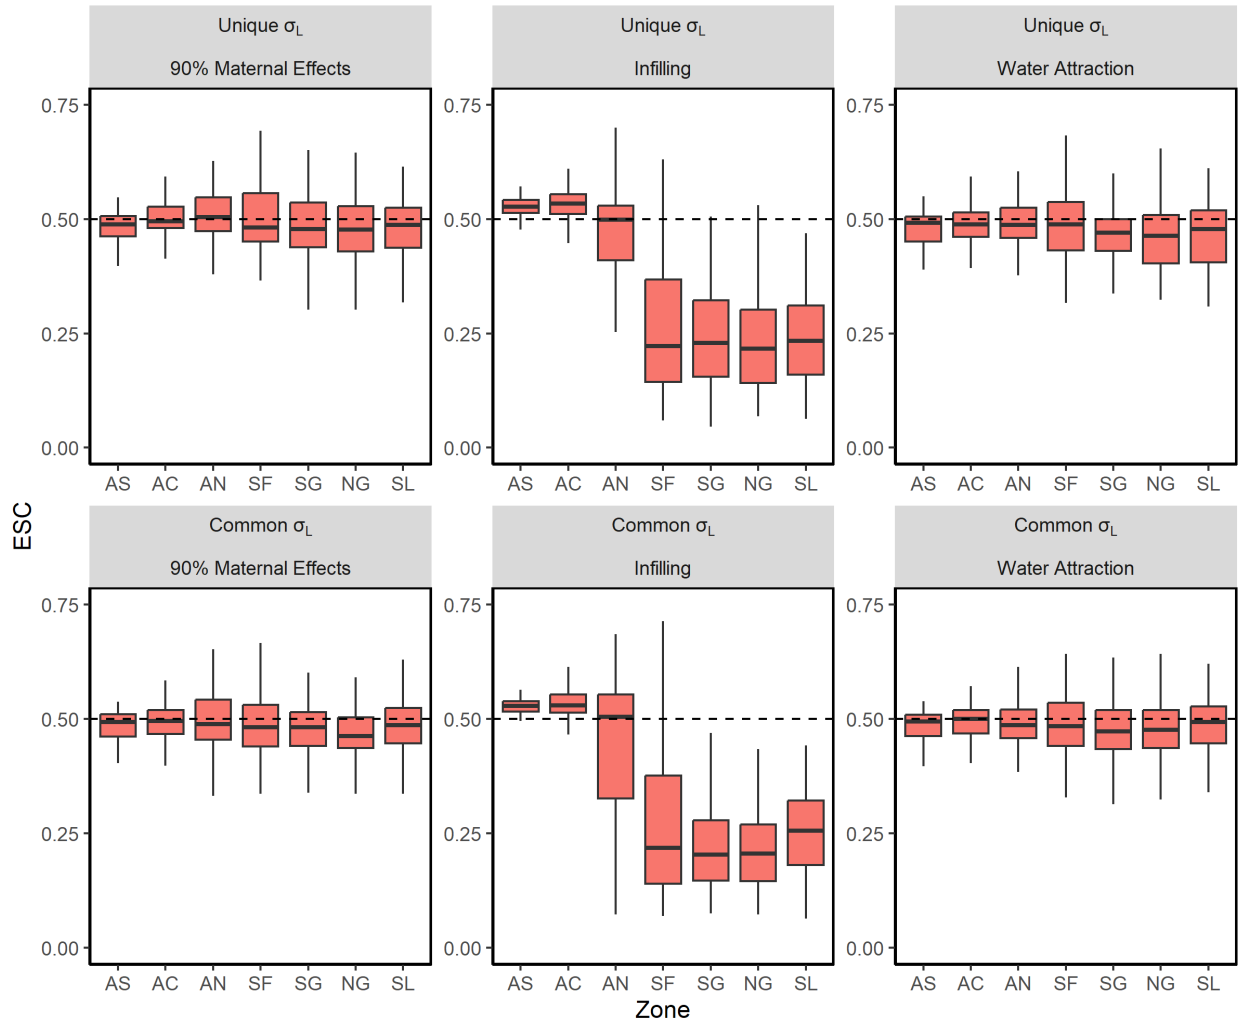 Unique σL
90% Maternal Effects
Unique σL
Infilling
Unique σL
Water Attraction
0.75
0.50
0.25
0.00
0.75
0.50
0.25
0.00
0.75
0.50
0.25
0.00
AS AC AN SF SG NG SL
AS AC AN SF SG NG SL
AS AC AN SF SG NG SL
ESC
Common σL
90% Maternal Effects
Common σL
Infilling
Common σL
Water Attraction
0.75
0.50
0.25
0.00
0.75
0.50
0.25
0.00
0.75
0.50
0.25
0.00
AS AC AN SF SG NG SL
AS AC AN SF SG NG SL
AS AC AN SF SG NG SL
Zone